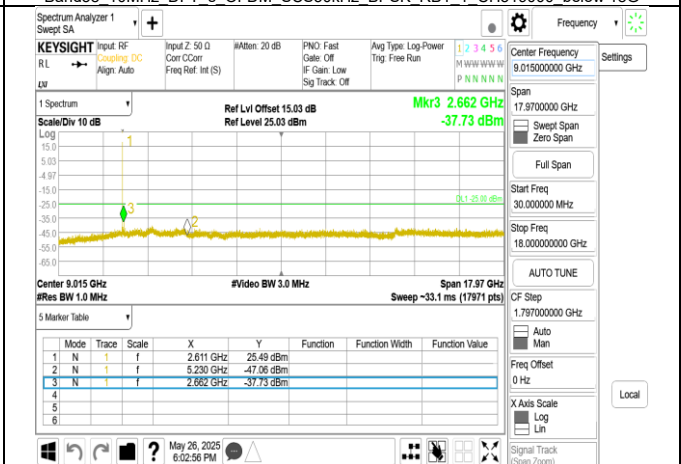 Spectrum Analyzer 1
Swept SA
Frequency
KEYSIGHT
RL
LXI
Input: RF
Coupling: DC
Align: Auto
Input Z: 50 Ω
Corr CCorr
Freq Ref: Int (S)
#Atten: 20 dB
PNO: Fast
Gate: Off
IF Gain: Low
Sig Track: Off
Avg Type: Log-Power
Trig: Free Run
1 2 3 4 5 6
M W W W W W
P N N N N N
Center Frequency
9.015000000 GHz
Settings
1 Spectrum
Scale/Div 10 dB
Ref Lvl Offset 15.03 dB
Ref Level 25.03 dBm
Mkr3 2.662 GHz
-37.73 dBm
Span
17.9700000 GHz
Swept Span
Zero Span
Full Span
Start Freq
30.000000 MHz
Stop Freq
18.000000000 GHz
AUTO TUNE
CF Step
1.797000000 GHz
Auto
Man
Freq Offset
0 Hz
X Axis Scale
Log
Lin
Local
Signal Track
(Span Zoom)
Log
15.0
5.03
-4.97
-15.0
-25.0
-35.0
-45.0
-55.0
-65.0
1
3
2
DL1 -25.00 dBm
Center 9.015 GHz
#Res BW 1.0 MHz
#Video BW 3.0 MHz
Span 17.97 GHz
Sweep ~33.1 ms (17971 pts)
5 Marker Table
Mode Trace Scale X Y Function Function Width Function Value
1 N 1 f 2.611 GHz 25.49 dBm
2 N 1 f 5.230 GHz -47.06 dBm
3 N 1 f 2.662 GHz -37.73 dBm
4
5
6
May 26, 2025
6:02:56 PM